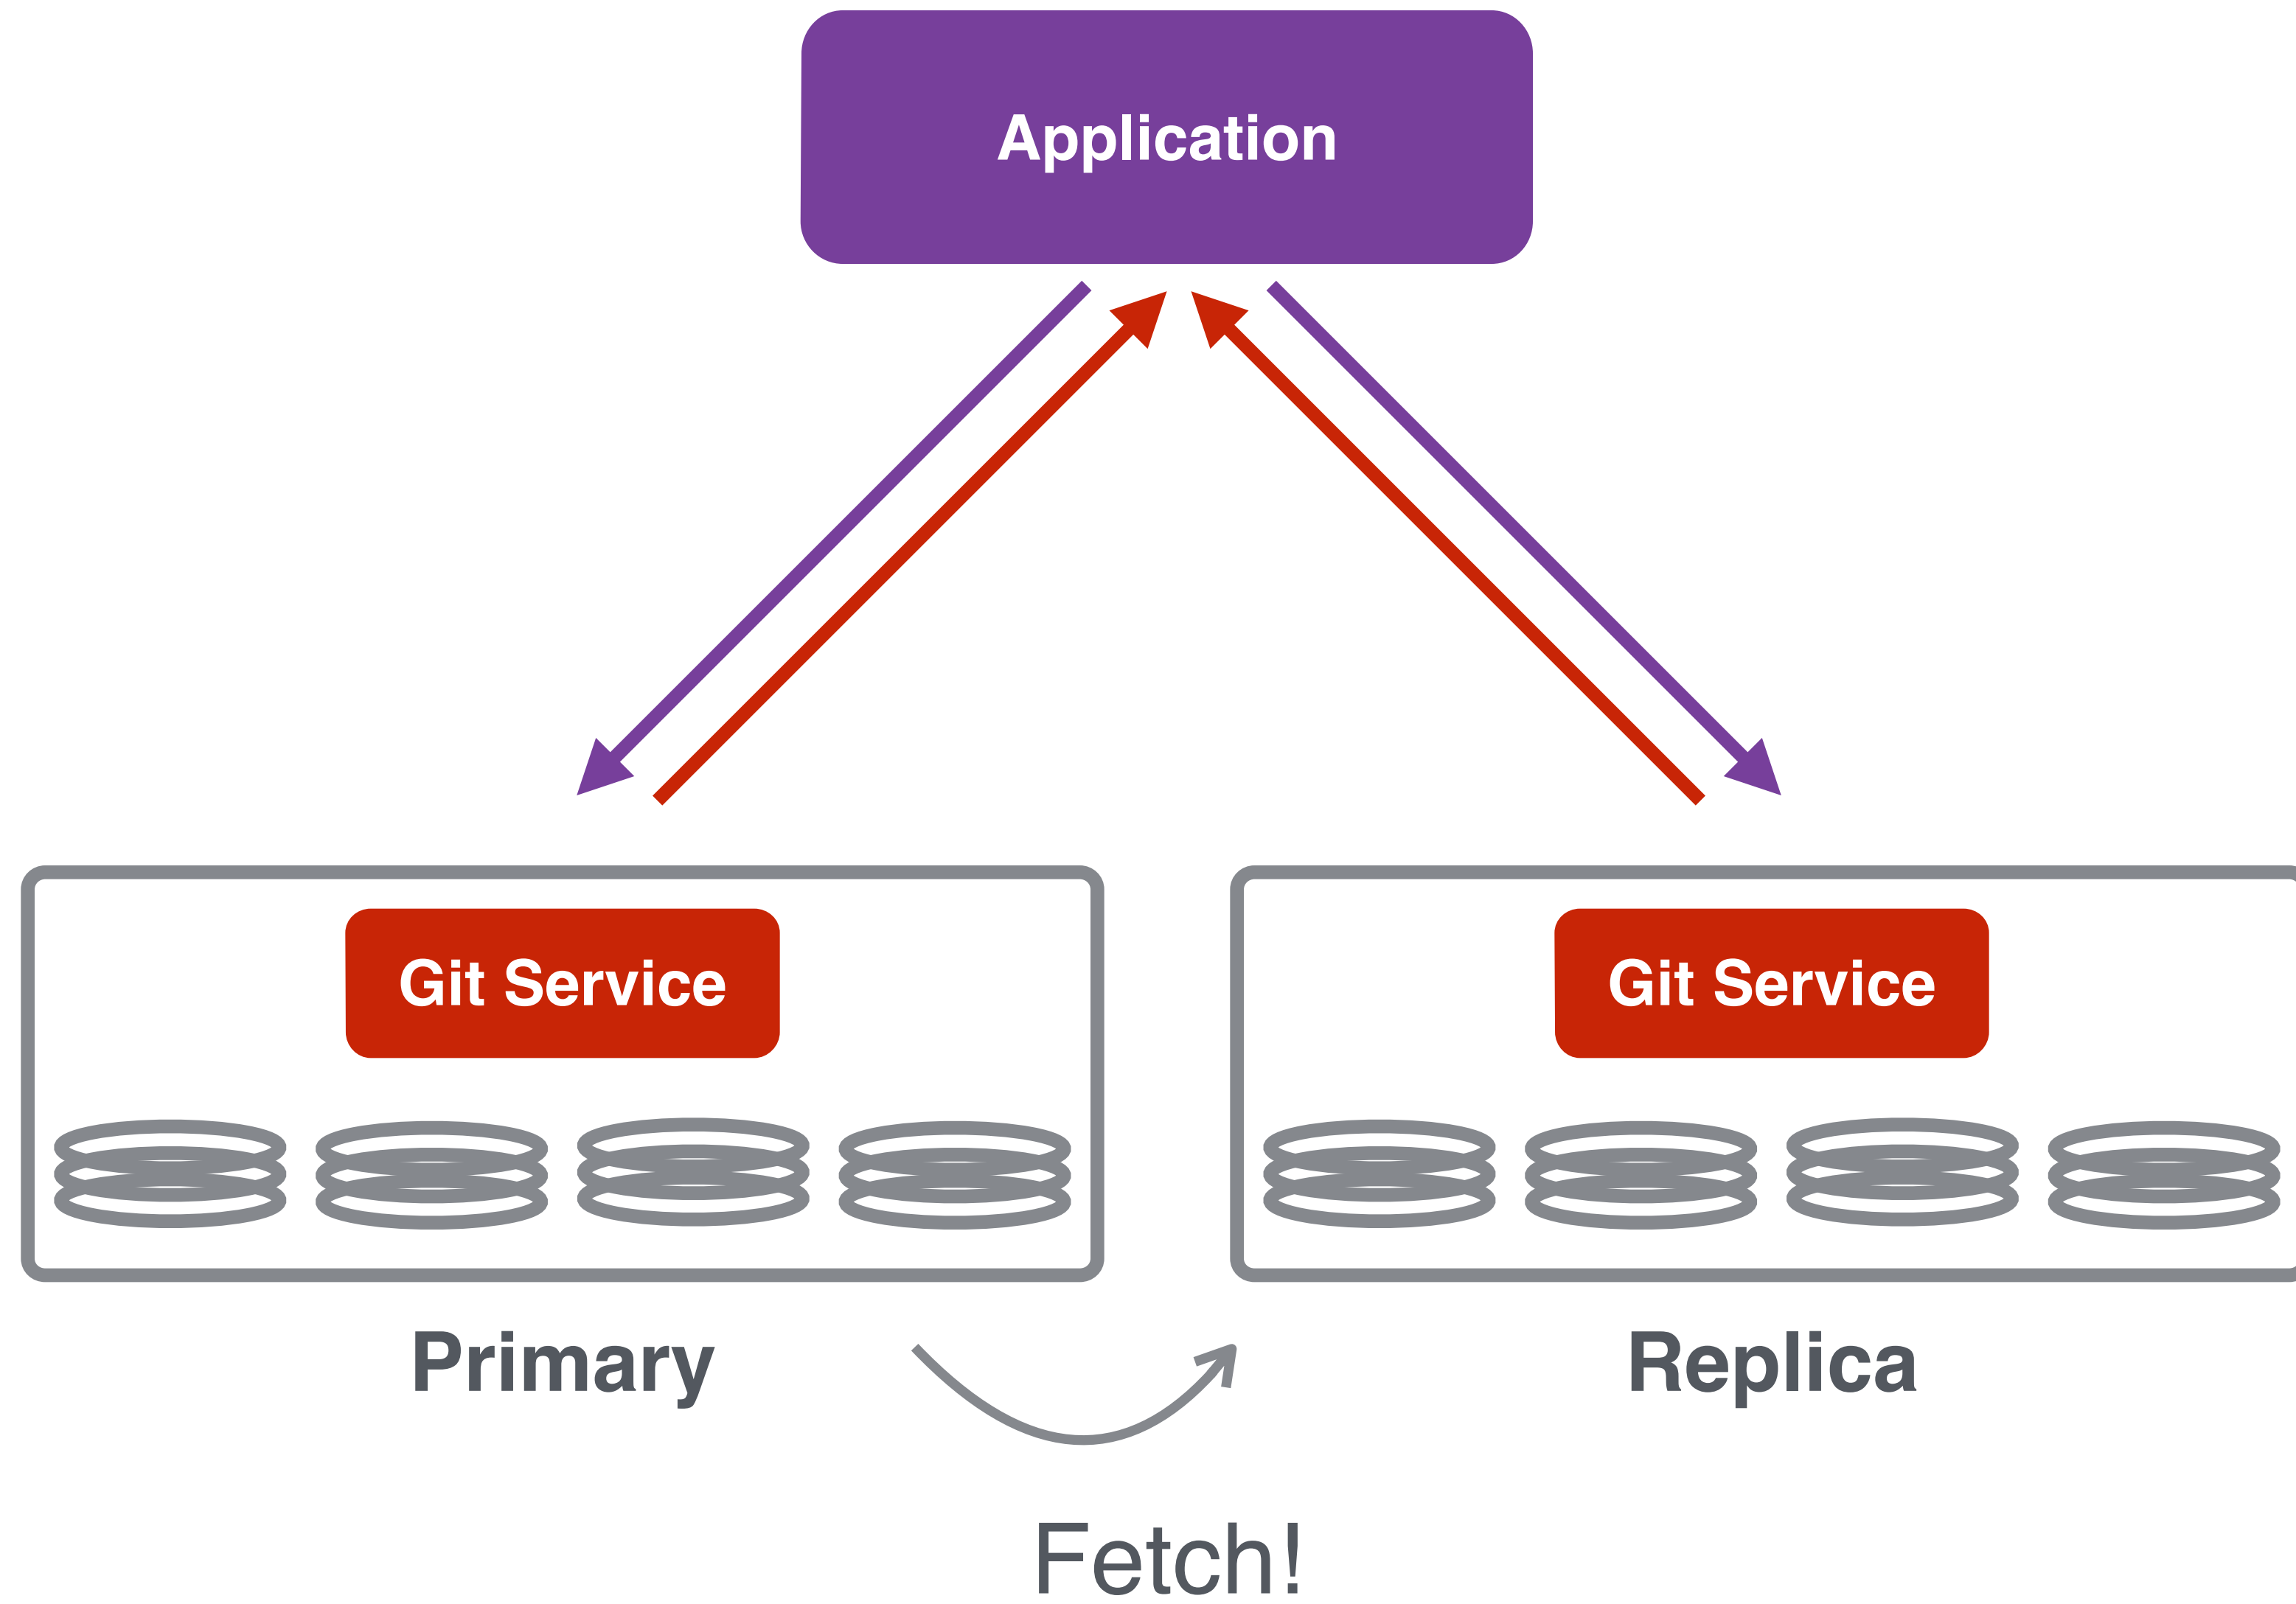 Application
Git Service
Git Service
Primary
Replica
Fetch!